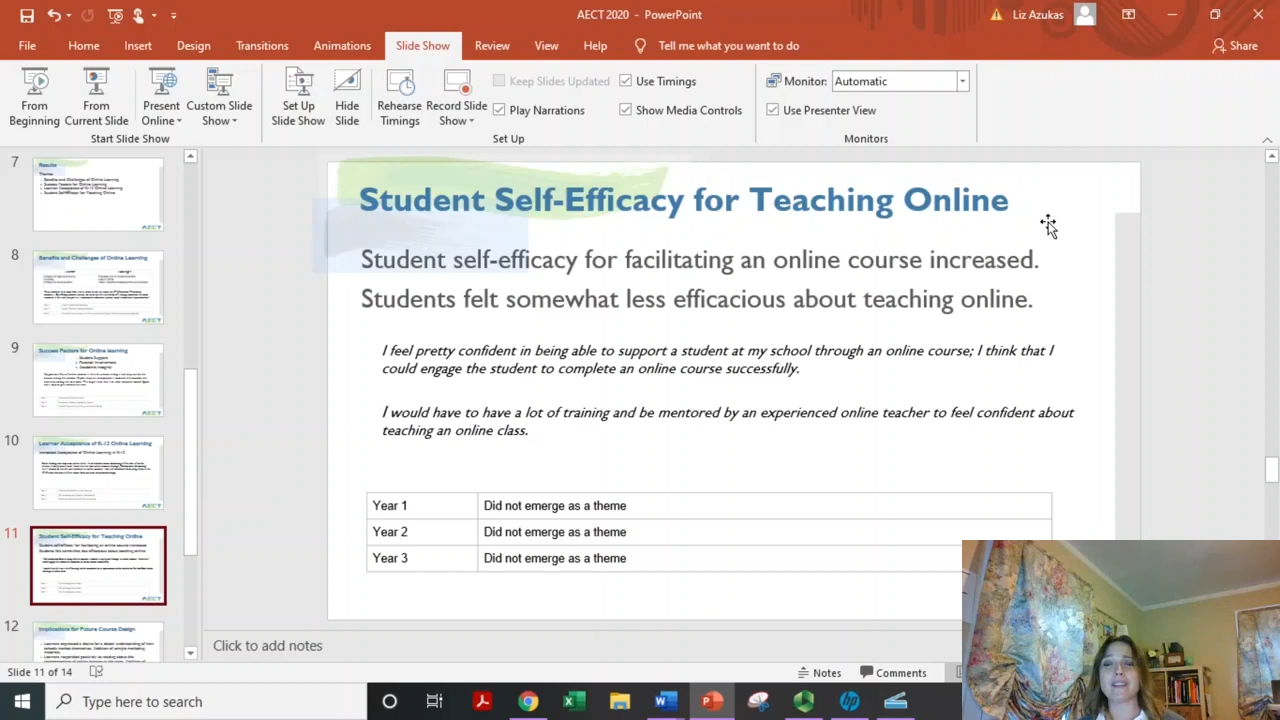 AECT 2020 - PowerPoint
Liz Azukas
File Home Insert Design Transitions Animations Slide Show Review View Help Tell me what you want to do Share
From Beginning
From Current Slide
Present Online
Custom Slide Show
Set Up Slide Show
Hide Slide
Rehearse Timings
Record Slide Show
Keep Slides Updated
Use Timings
Play Narrations
Show Media Controls
Monitor: Automatic
Use Presenter View
Start Slide Show
Set Up
Monitors
7
Results
AECT
8
Benefits and Challenges of Online Learning
AECT
9
Success Factors for Online learning
AECT
10
Learner Acceptance of K-12 Online Learning
AECT
11
Student Self-Efficacy for Teaching Online
AECT
12
Implications for Future Course Design
Student Self-Efficacy for Teaching Online
Student self-efficacy for facilitating an online course increased.
Students felt somewhat less efficacious about teaching online.
I feel pretty confident in being able to support a student at my school through an online course; I think that I
could engage the student to complete an online course successfully.
I would have to have a lot of training and be mentored by an experienced online teacher to feel confident about
teaching an online class.
Year 1 Did not emerge as a theme
Year 2 Did not emerge as a theme
Year 3 Did not emerge as a theme
Click to add notes
Slide 11 of 14
Notes
Comments
Type here to search